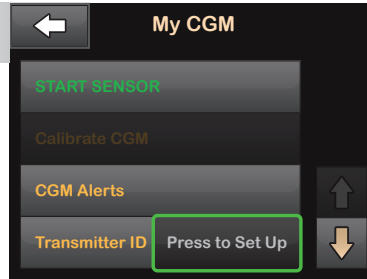 My CGM
START SENSOR
Calibrate CGM
CGM Alerts
Transmitter ID Press to Set Up